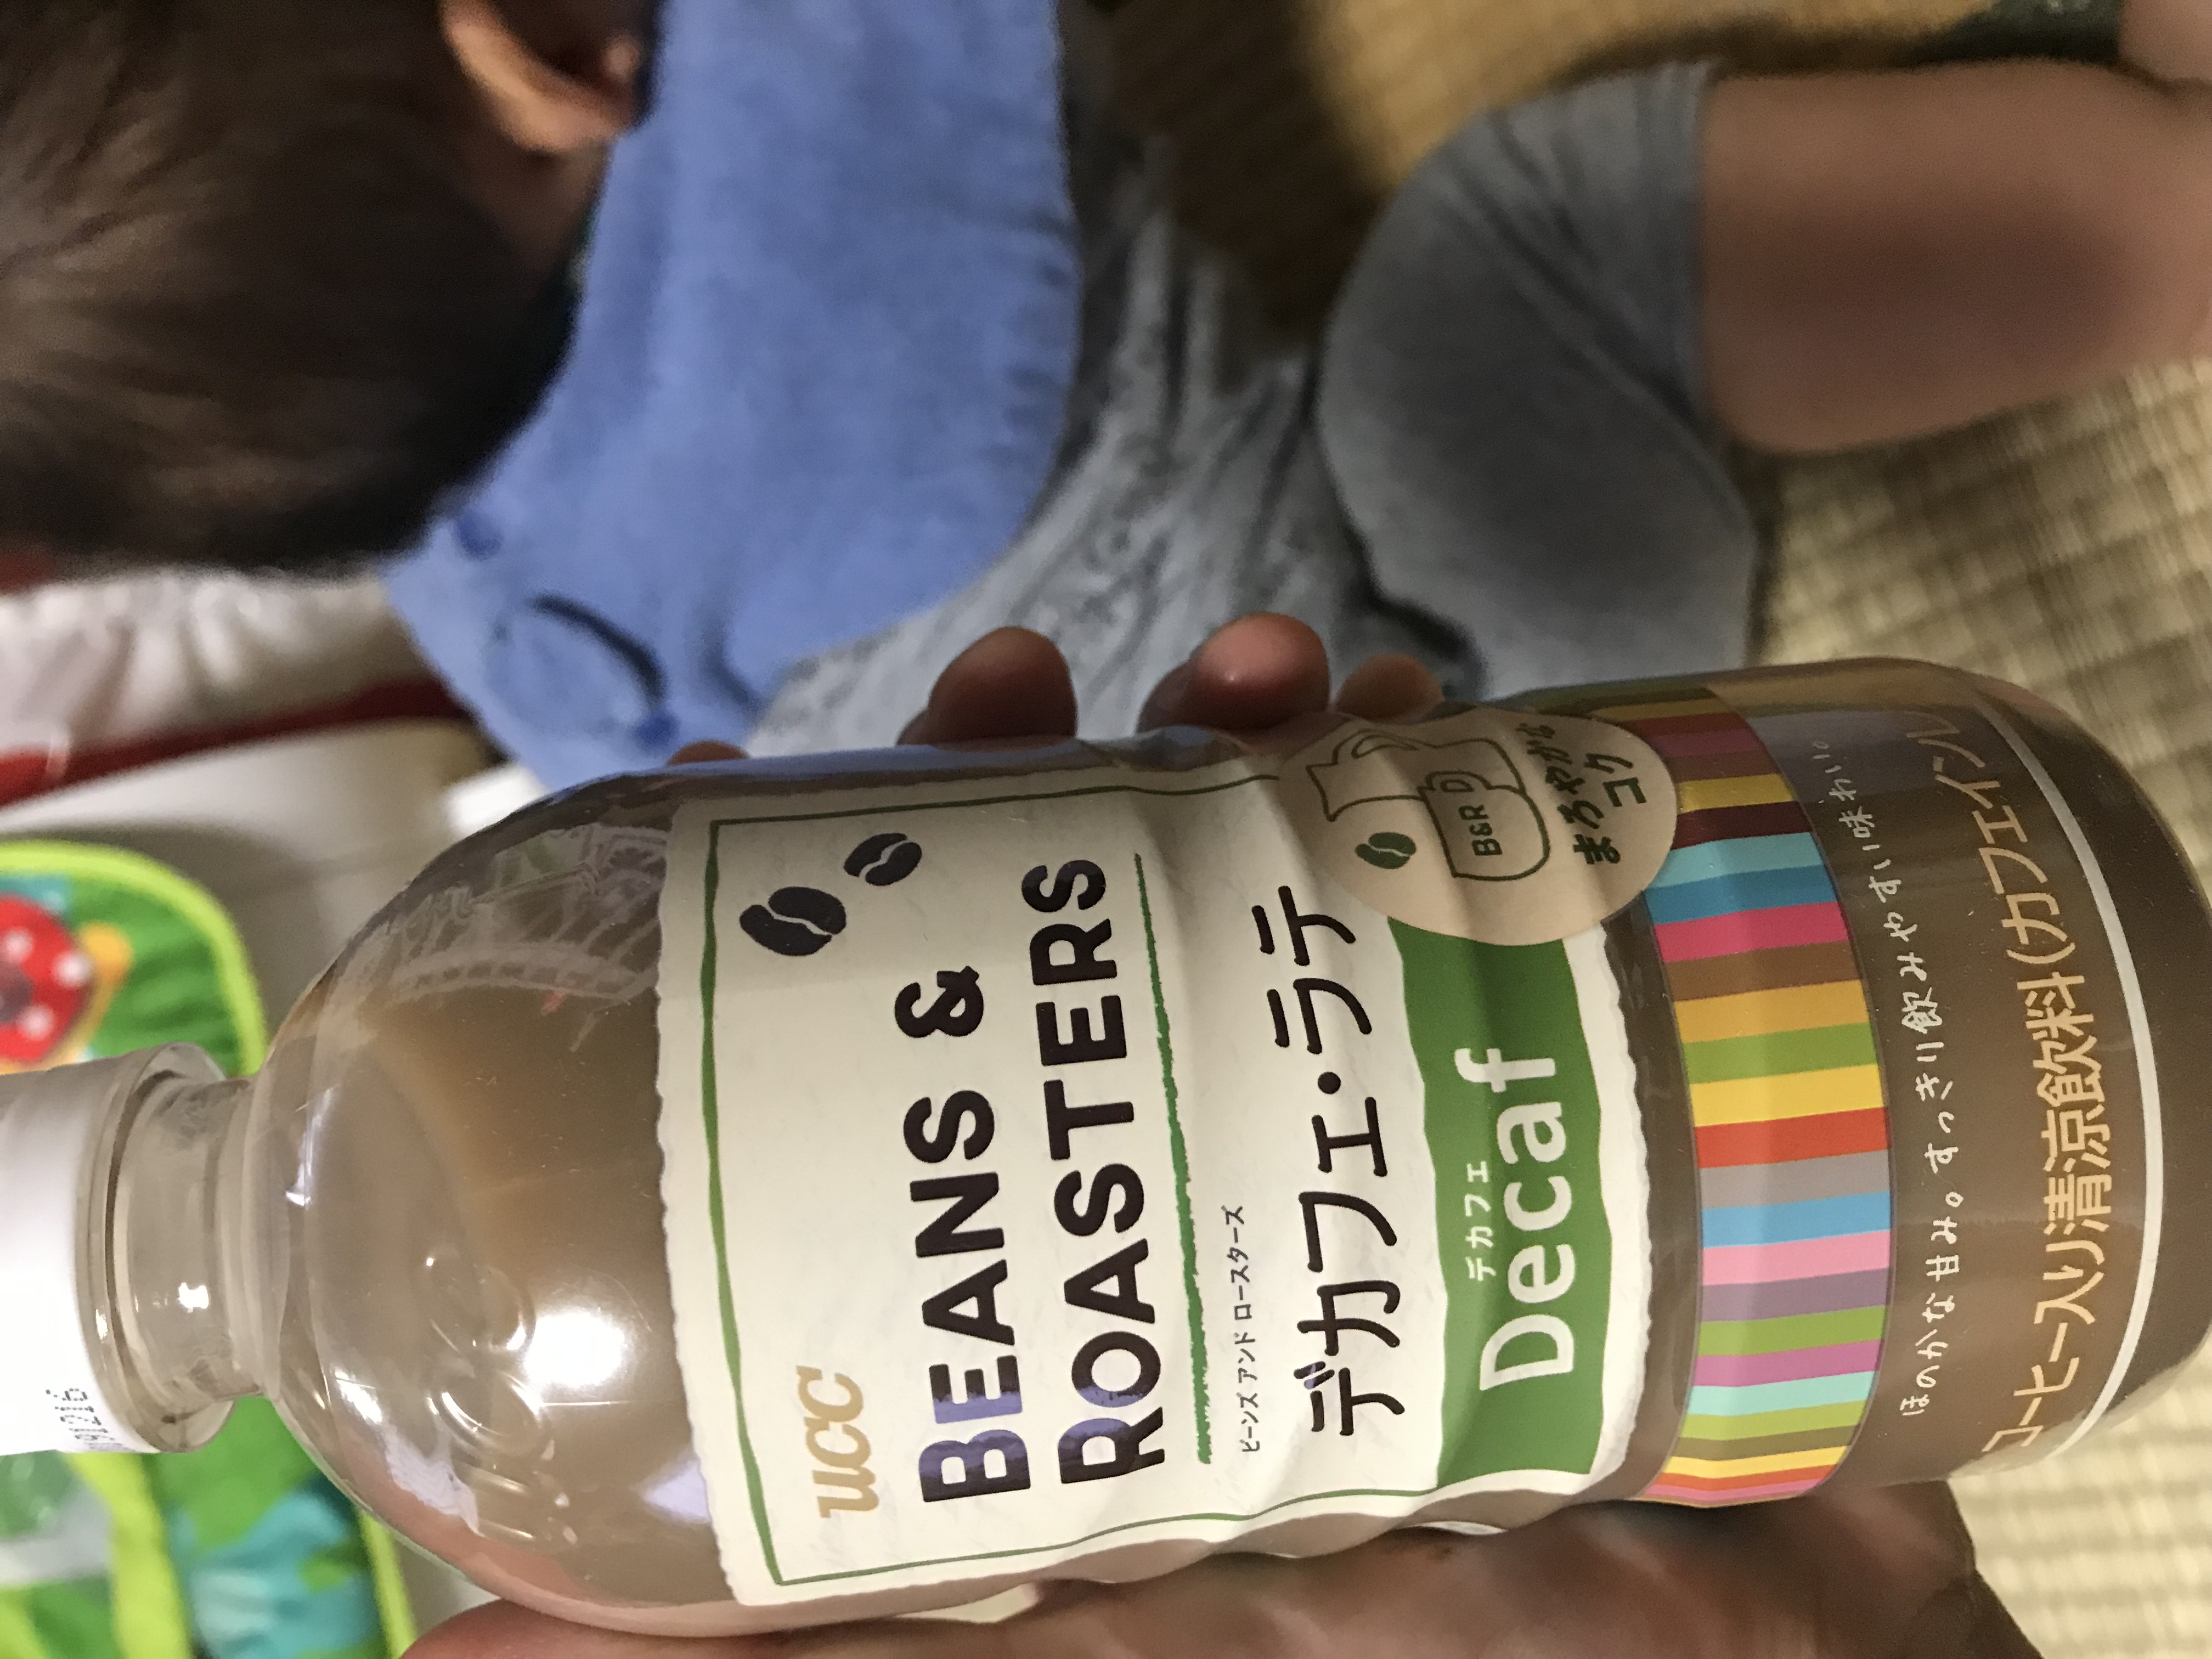 ucc
BEANS &
ROASTERS
ビーンズ アンド ロースターズ
デカフェ・ラテ
デカフェ
Decaf
B&R D
まろやかな
コク
ほのかな甘み。すっきり飲みやすい味わい。
コーヒー入り清涼飲料(カフェインレ